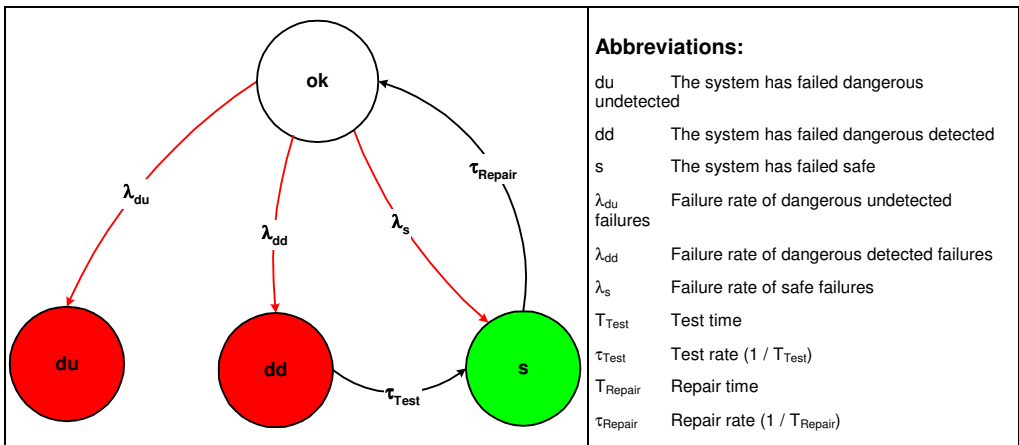 ok
λdu
λdd
λs
τRepair
du
dd
s
τTest
Abbreviations:
du The system has failed dangerous
undetected
dd The system has failed dangerous detected
s The system has failed safe
λdu Failure rate of dangerous undetected
failures
λdd Failure rate of dangerous detected failures
λs Failure rate of safe failures
TTest Test time
τTest Test rate (1 / TTest)
TRepair Repair time
τRepair Repair rate (1 / TRepair)